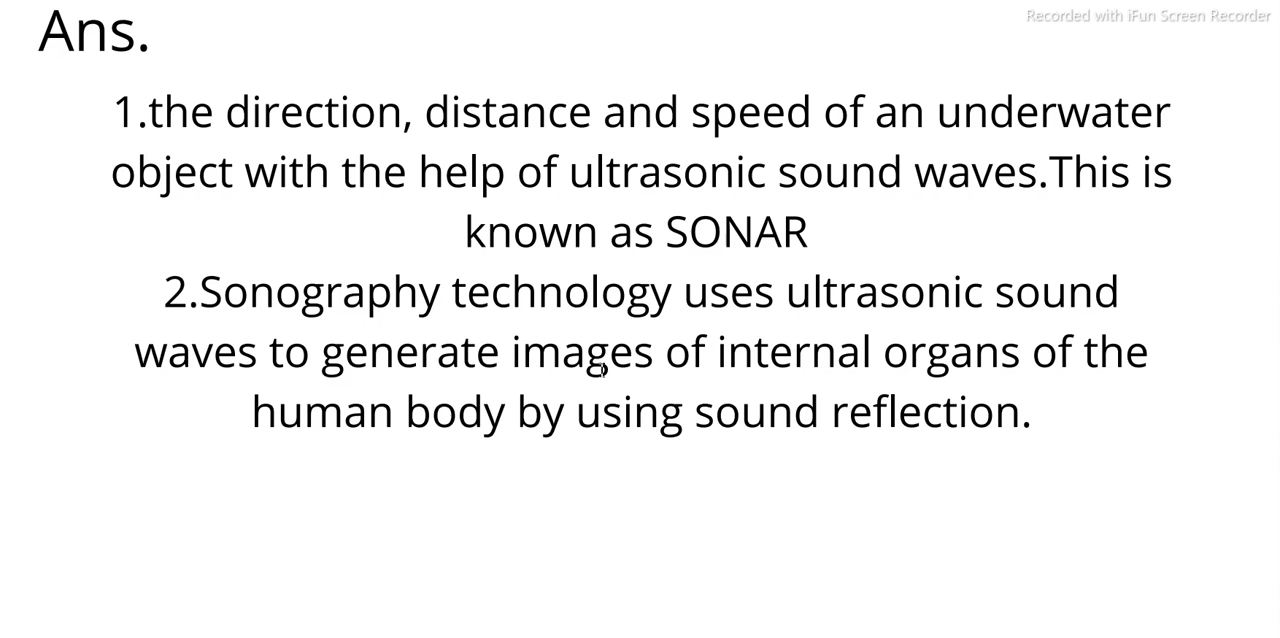 Ans.
Recorded with iFun Screen Recorder
1.the direction, distance and speed of an underwater
object with the help of ultrasonic sound waves.This is
known as SONAR
2.Sonography technology uses ultrasonic sound
waves to generate images of internal organs of the
human body by using sound reflection.